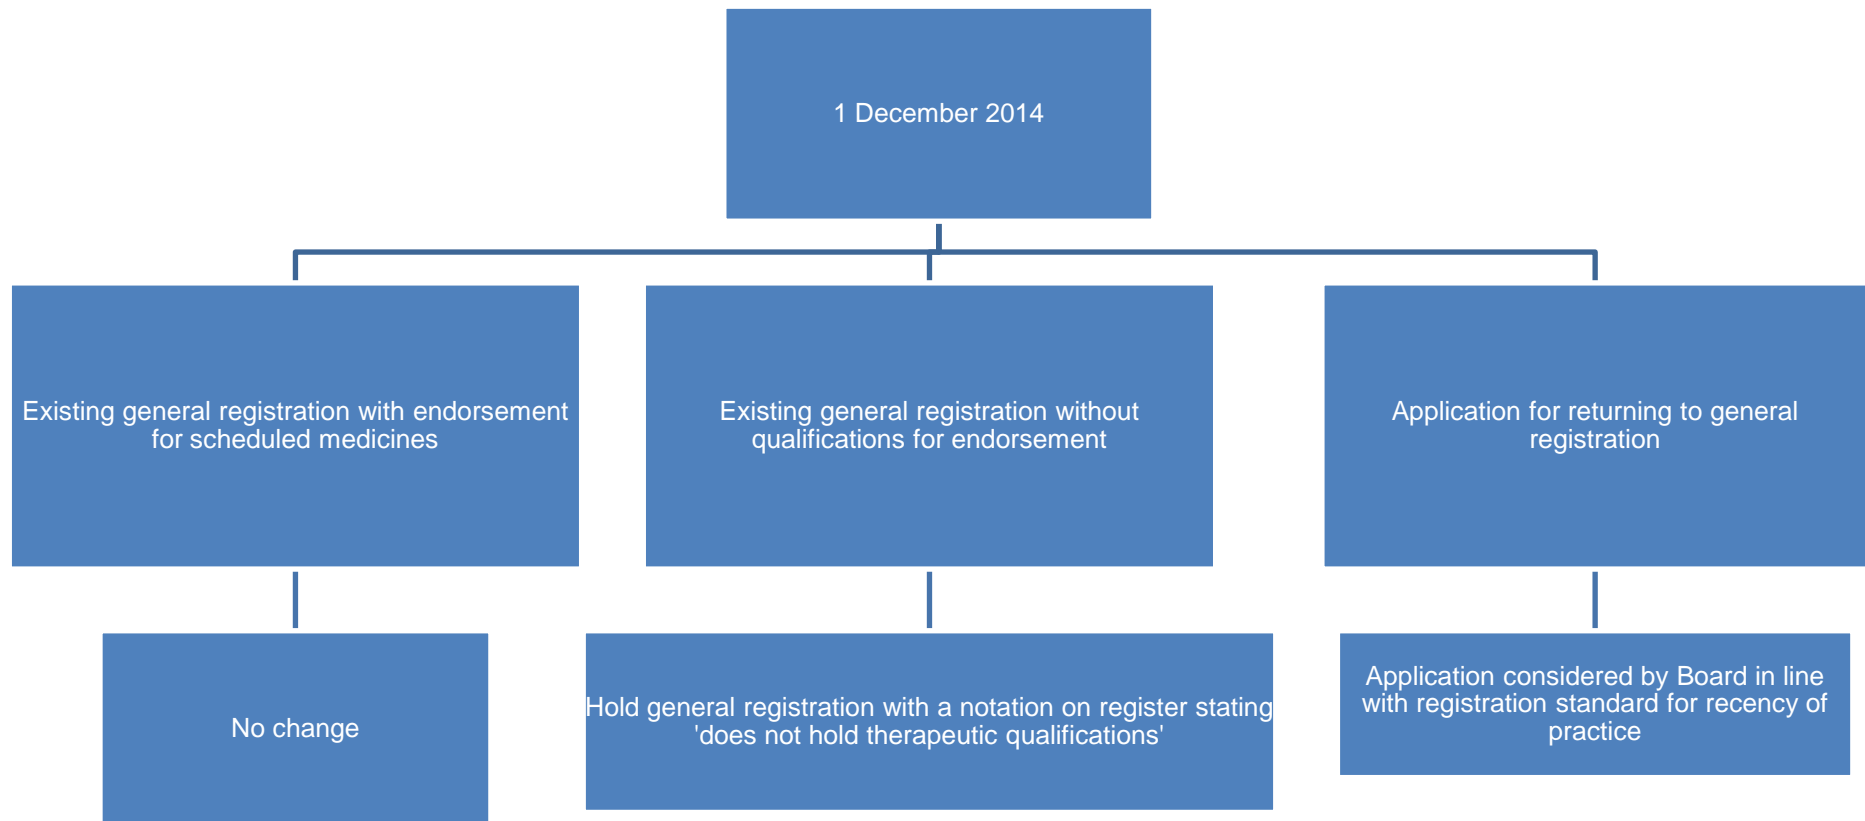 1 December 2014
Existing general registration with endorsement
for scheduled medicines
Existing general registration without
qualifications for endorsement
Application for returning to general
registration
No change
Hold general registration with a notation on register stating
'does not hold therapeutic qualifications'
Application considered by Board in line
with registration standard for recency of
practice